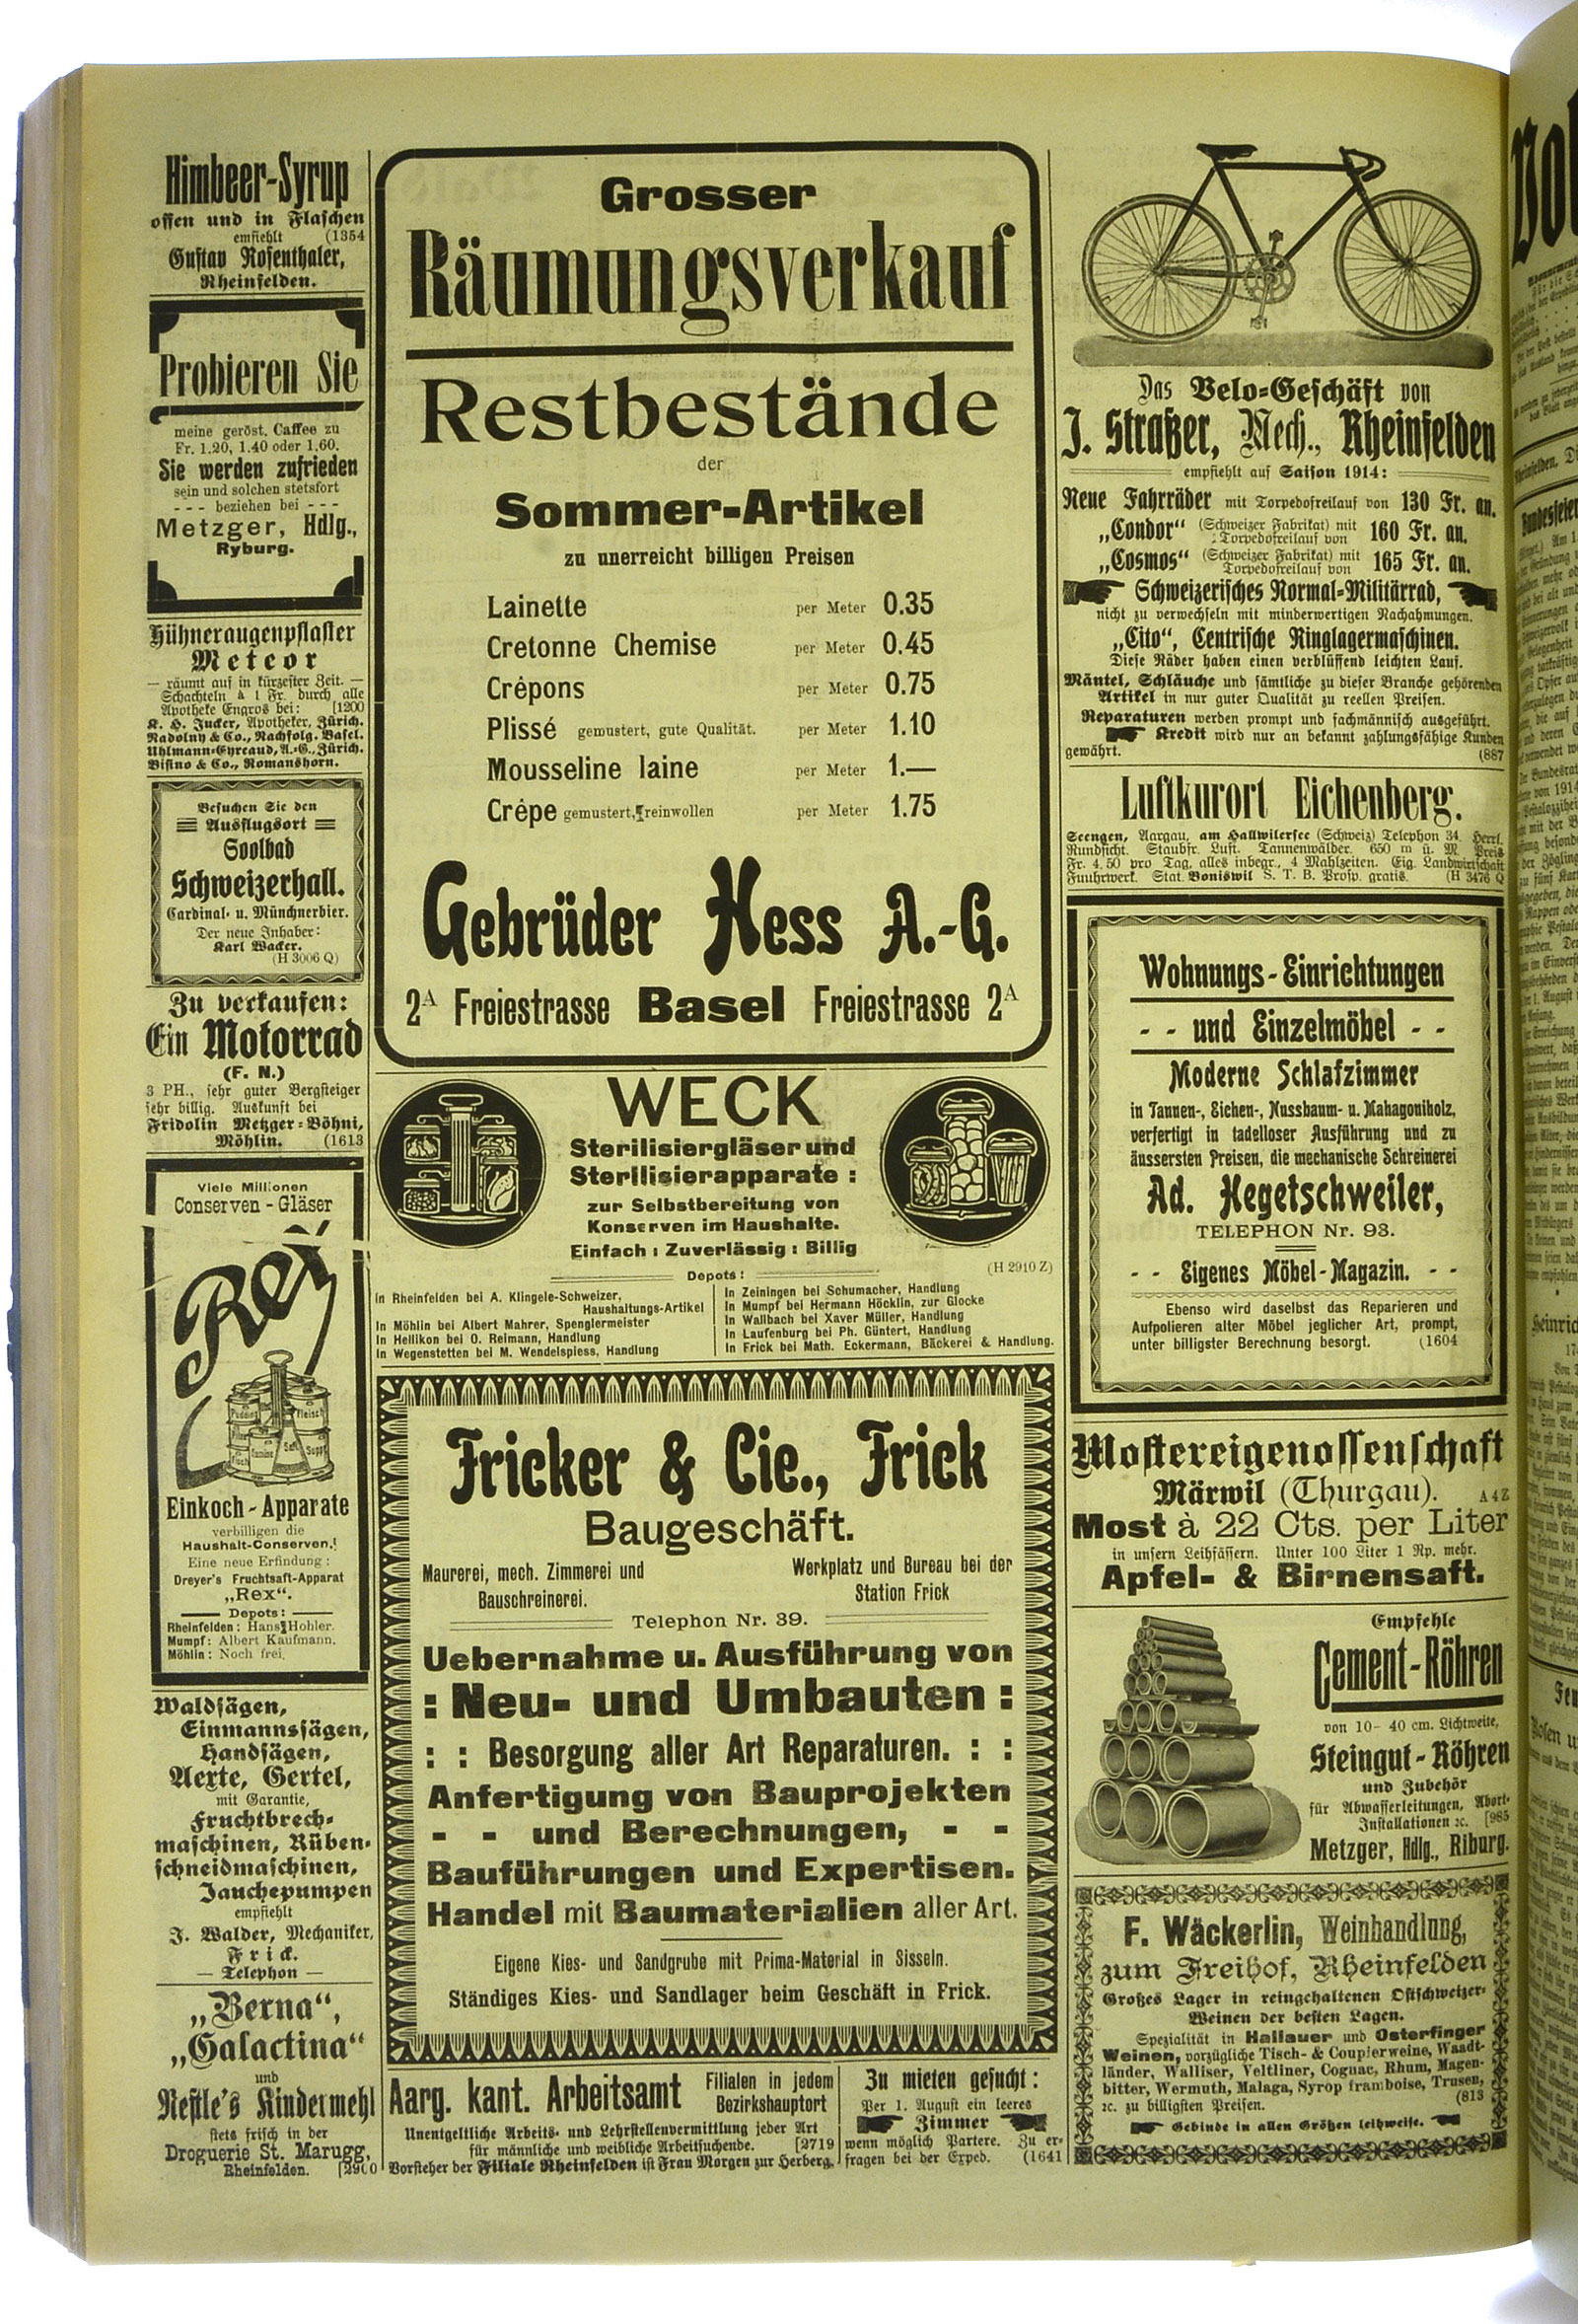 Himbeer-Syrup
offen und in Flaschen
empfiehlt (1354
Gustav Rosenthaler,
Rheinfelden.
Probieren Sie
meine geröst. Caffee zu
Fr. 1.20, 1.40 oder 1.60.
Sie werden zufrieden
sein und solchen stetsfort
- - - beziehen bei - - -
Metzger, Hdlg.,
Ryburg.
Hühneraugenpflaster
Meteor
— räumt auf in kürzester Zeit. —
Schachteln à 1 Fr. durch alle
Apotheke Engros bei: [1200
K. H. Jucker, Apotheker, Zürich.
Nadolny & Co., Nachfolg. Basel.
Uhlmann-Eyreaud, A.-G., Zürich.
Bisino & Co., Romanshorn.
Besuchen Sie den
Ausflugsort
Soolbad
Schweizerhall.
Cardinal- u. Münchnerbier.
Der neue Inhaber:
Karl Wacker.
(H 3006 Q)
Zu verkaufen:
Ein Motorrad
(F. N.)
3 PH., sehr guter Bergsteiger
sehr billig. Auskunft bei
Fridolin Metzger-Böhni,
Möhlin. (1613
Viele Millionen
Conserven-Gläser
Rex
Pudding
Fleisch
Saft
Suppe
Fisch
Einkoch-Apparate
verbilligen die
Haushalt-Conserven!
Eine neue Erfindung:
Dreyer's Fruchtsaft-Apparat
„Rex“.
Depots:
Rheinfelden: Hans Hohler.
Mumpf: Albert Kaufmann.
Möhlin: Noch frei.
Waldsägen,
Einmannssägen,
Handsägen,
Aexte, Gertel,
mit Garantie,
Fruchtbrech-
maschinen, Rüben-
schneidmaschinen,
Jauchepumpen
empfiehlt
J. Walder, Mechaniker,
Frick.
— Telephon —
„Berna“,
„Galactina“
und
Nestle's Kindermehl
stets frisch in der
Droguerie St. Marugg,
Rheinfelden. [2900
Grosser
Räumungsverkauf
Restbestände
der
Sommer-Artikel
zu unerreicht billigen Preisen
Lainette per Meter 0.35
Cretonne Chemise per Meter 0.45
Crêpons per Meter 0.75
Plissé gemustert, gute Qualität. per Meter 1.10
Mousseline laine per Meter 1.—
Crêpe gemustert, reinwollen per Meter 1.75
Gebrüder Hess A.-G.
2A Freiestrasse Basel Freiestrasse 2A
WECK
Sterilisiergläser und
Sterilisierapparate :
zur Selbstbereitung von
Konserven im Haushalte.
Einfach : Zuverlässig : Billig
Depots: (H 2910 Z)
In Rheinfelden bei A. Klingele-Schweizer,
Haushaltungs-Artikel
In Möhlin bei Albert Mahrer, Spenglermeister
In Hellikon bei O. Reimann, Handlung
In Wegenstetten bei M. Wendelspiess, Handlung
In Zeiningen bei Schumacher, Handlung
In Mumpf bei Hermann Höcklin, zur Glocke
In Wallbach bei Xaver Müller, Handlung
In Laufenburg bei Ph. Güntert, Handlung
In Frick bei Math. Eckermann, Bäckerei & Handlung.
Fricker & Cie., Frick
Baugeschäft.
Maurerei, mech. Zimmerei und
Bauschreinerei.
Werkplatz und Bureau bei der
Station Frick
Telephon Nr. 39.
Uebernahme u. Ausführung von
: Neu- und Umbauten :
: : Besorgung aller Art Reparaturen. : :
Anfertigung von Bauprojekten
- - und Berechnungen, - -
Bauführungen und Expertisen.
Handel mit Baumaterialien aller Art.
Eigene Kies- und Sandgrube mit Prima-Material in Sisseln.
Ständiges Kies- und Sandlager beim Geschäft in Frick.
Aarg. kant. Arbeitsamt
Filialen in jedem
Bezirkshauptort
Unentgeltliche Arbeits- und Lehrstellenvermittlung jeder Art
für männliche und weibliche Arbeitsuchende. [2719
Vorsteher der Filiale Rheinfelden ist Frau Morgen zur Herberg.
Zu mieten gesucht:
Per 1. August ein leeres
Zimmer
wenn möglich Partere. Zu er-
fragen bei der Exped. (1641
Das Velo-Geschäft von
J. Straßer, Mech., Rheinfelden
empfiehlt auf Saison 1914:
Neue Fahrräder mit Torpedofreilauf von 130 Fr. an.
„Condor“ (Schweizer Fabrikat) mit Torpedofreilauf von 160 Fr. an.
„Cosmos“ (Schweizer Fabrikat) mit Torpedofreilauf von 165 Fr. an.
Schweizerisches Normal-Militärrad,
nicht zu verwechseln mit minderwertigen Nachahmungen.
„Cito“, Centrische Ringlagermaschinen.
Diese Räder haben einen verblüffend leichten Lauf.
Mäntel, Schläuche und sämtliche zu dieser Branche gehörenden
Artikel in nur guter Qualität zu reellen Preisen.
Reparaturen werden prompt und fachmännisch ausgeführt.
Kredit wird nur an bekannt zahlungsfähige Kunden
gewährt. (887
Luftkurort Eichenberg.
Seengen, Aargau, am Hallwilersee (Schweiz) Telephon 34. Herrl.
Rundsicht. Staubfr. Luft. Tannenwälder. 650 m ü. M. Preis
Fr. 4.50 pro Tag, alles inbegr., 4 Mahlzeiten. Eig. Landwirtschaft
Fuuhrwerk. Stat. Boniswil S. T. B. Prosp. gratis. (H 3476 Q
Wohnungs-Einrichtungen
- - und Einzelmöbel - -
Moderne Schlafzimmer
in Tannen-, Eichen-, Nussbaum- u. Mahagoniholz,
verfertigt in tadelloser Ausführung und zu
äussersten Preisen, die mechanische Schreinerei
Ad. Hegetschweiler,
TELEPHON Nr. 93.
- - Eigenes Möbel-Magazin. - -
Ebenso wird daselbst das Reparieren und
Aufpolieren alter Möbel jeglicher Art, prompt,
unter billigster Berechnung besorgt. (1604
Mostereigenossenschaft
Märwil (Thurgau). A 4 Z
Most à 22 Cts. per Liter
in unsern Leihfässern. Unter 100 Liter 1 Rp. mehr.
Apfel- & Birnensaft.
Empfehle
Cement-Röhren
von 10-40 cm. Lichtweite,
Steingut-Röhren
und Zubehör
für Abwasserleitungen, Abort-
Installationen ꝛc. [985
Metzger, Hdlg., Riburg.
F. Wäckerlin, Weinhandlung,
zum Freihof, Rheinfelden
Großes Lager in reingehaltenen Ostschweizer-
Weinen der besten Lagen.
Spezialität in Hallauer und Osterfinger
Weinen, vorzügliche Tisch- & Coupierweine, Waadt-
länder, Walliser, Veltliner, Cognac, Rhum, Magen-
bitter, Wermuth, Malaga, Syrop framboise, Trusen,
ꝛc. zu billigsten Preisen. (813
Gebinde in allen Größen leihweise.